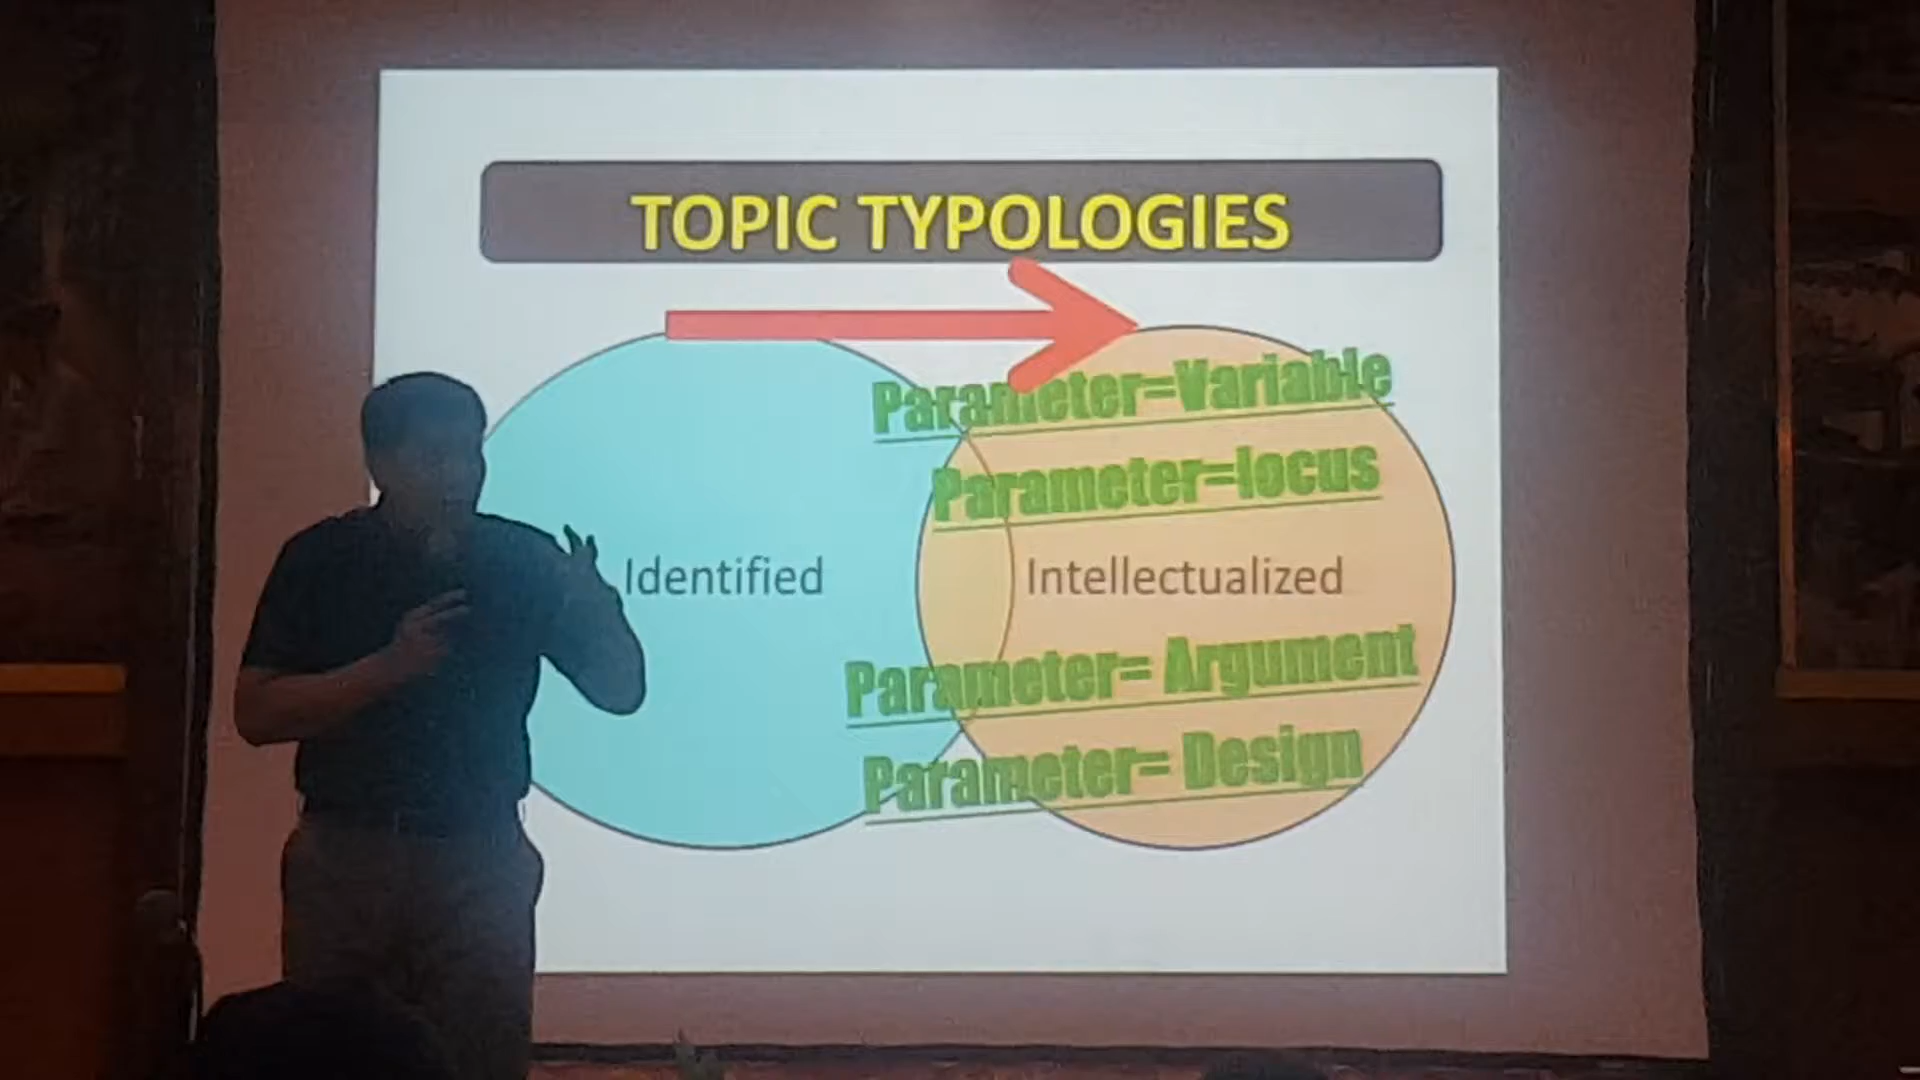 TOPIC TYPOLOGIES
Parameter=Variable
Parameter=locus
Identified
Intellectualized
Parameter= Argument
Parameter= Design